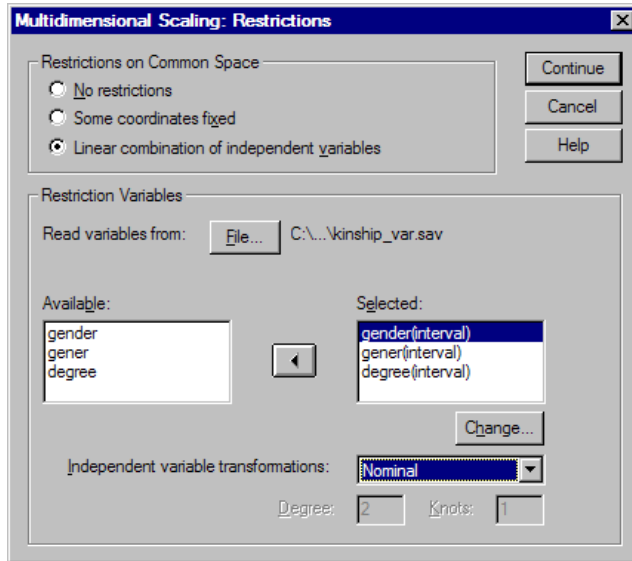 Multidimensional Scaling: Restrictions
Restrictions on Common Space
No restrictions
Some coordinates fixed
Linear combination of independent variables
Continue
Cancel
Help
Restriction Variables
Read variables from: File... C:\...\kinship_var.sav
Available:
gender
gener
degree
Selected:
gender(interval)
gener(interval)
degree(interval)
Change...
Independent variable transformations: Nominal
Degree: 2 Knots: 1